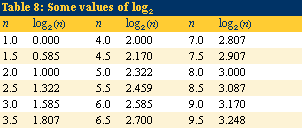 Table 8: Some values of log₂
n log₂(n) n log₂(n) n log₂(n)
1.0 0.000 4.0 2.000 7.0 2.807
1.5 0.585 4.5 2.170 7.5 2.907
2.0 1.000 5.0 2.322 8.0 3.000
2.5 1.322 5.5 2.459 8.5 3.087
3.0 1.585 6.0 2.585 9.0 3.170
3.5 1.807 6.5 2.700 9.5 3.248